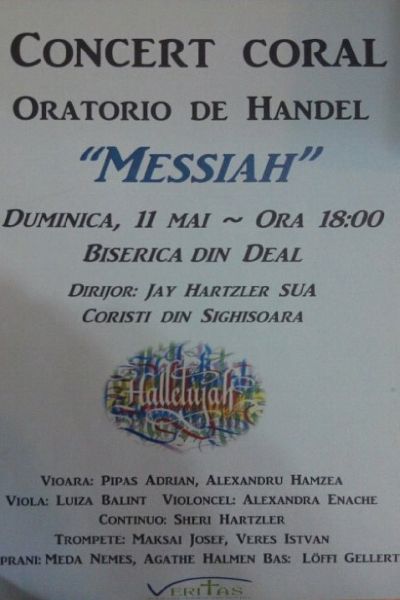 CONCERT CORAL
ORATORIO DE HANDEL
"MESSIAH"
DUMINICA, 11 MAI ~ ORA 18:00
BISERICA DIN DEAL
DIRIJOR: JAY HARTZLER SUA
CORISTI DIN SIGHISOARA
Hallelujah
VIOARA: PIPAS ADRIAN, ALEXANDRU HAMZEA
VIOLA: LUIZA BALINT VIOLONCEL: ALEXANDRA ENACHE
CONTINUO: SHERI HARTZLER
TROMPETE: MAKSAI JOSEF, VERES ISTVAN
PRANI: MEDA NEMES, AGATHE HALMEN BAS: LÖFFI GELLERT
VERITAS